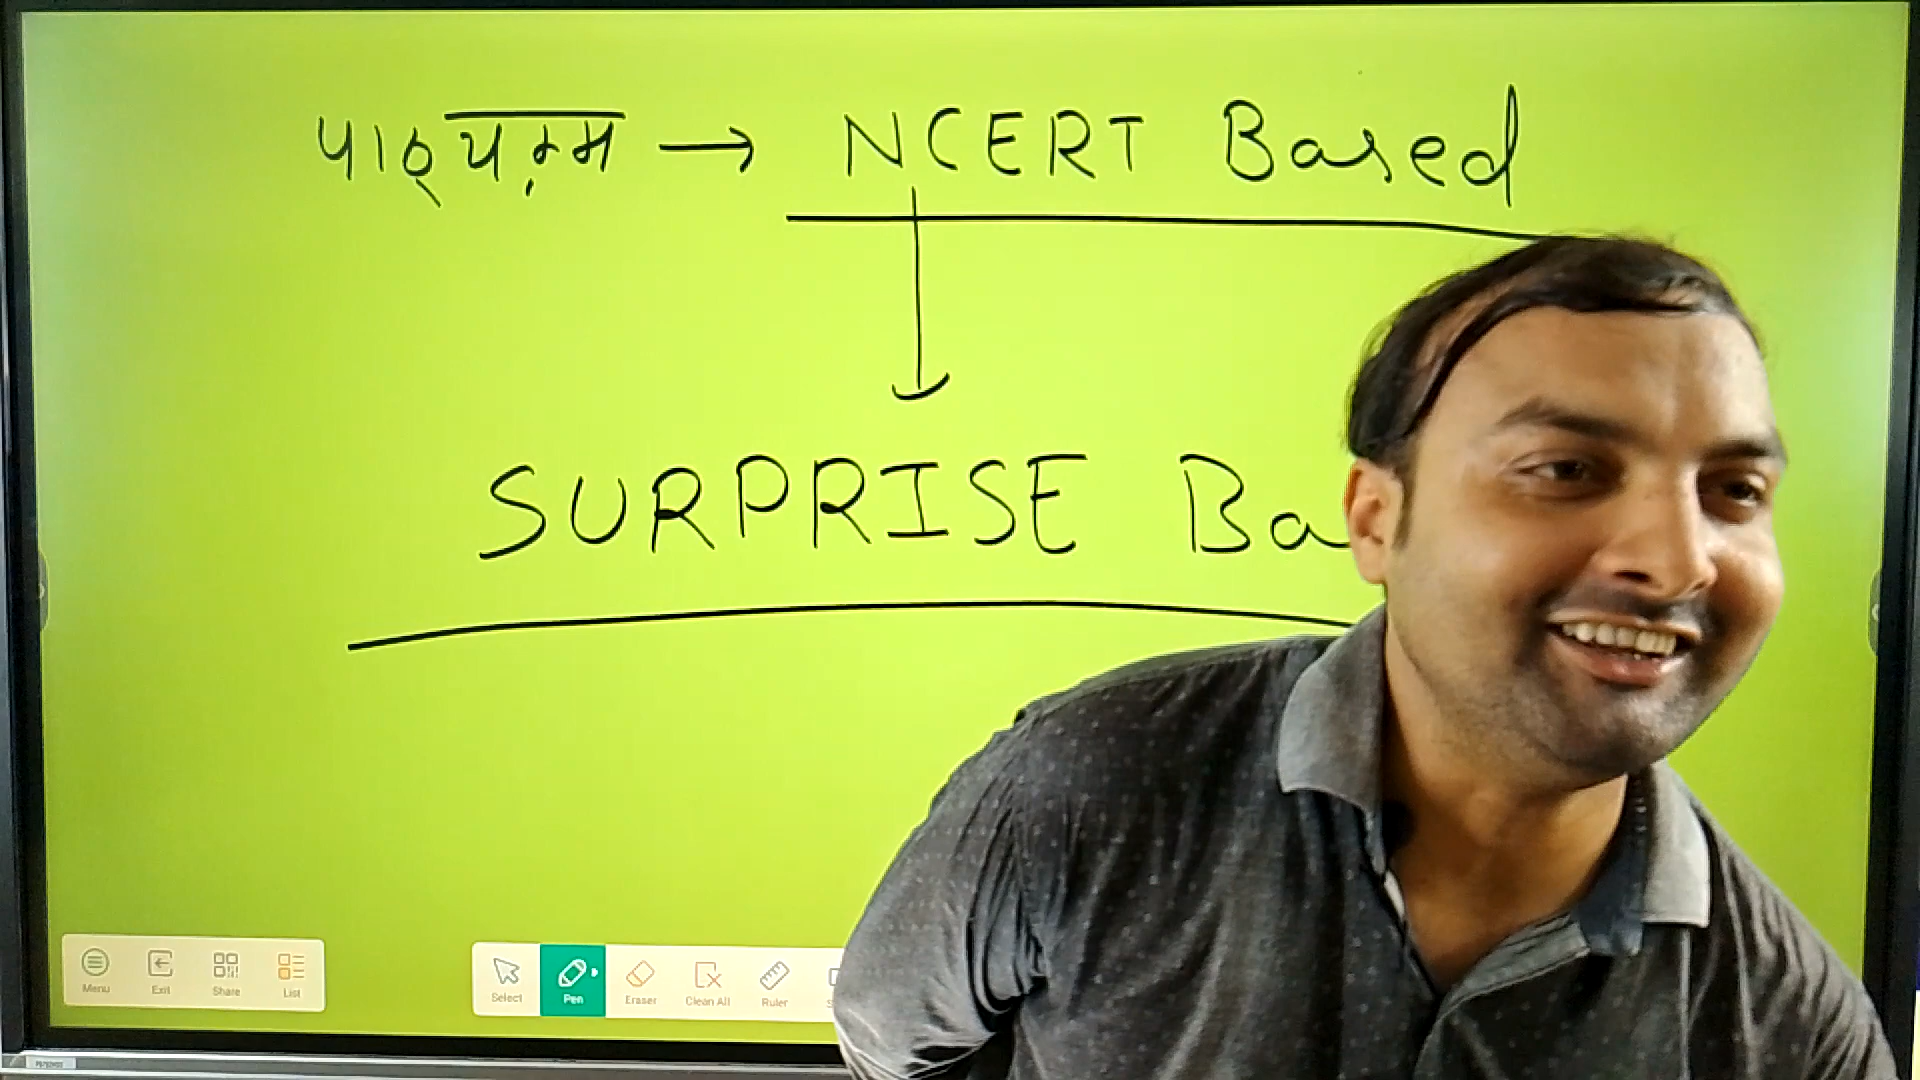 पाठ्यक्रम → NCERT Based
SURPRISE Ba
Menu Exit Share List Select Pen Eraser Clean All Ruler